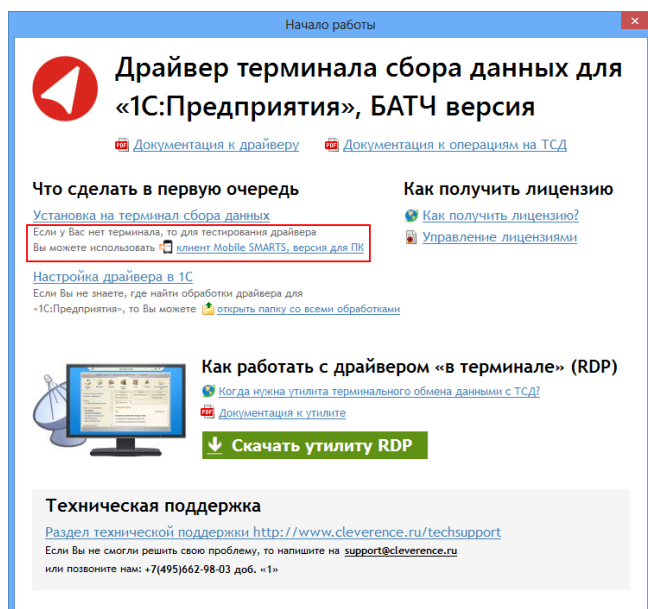 Начало работы
Драйвер терминала сбора данных для
«1С:Предприятия», БАТЧ версия
PDF Документация к драйверу PDF Документация к операциям на ТСД
Что сделать в первую очередь
Установка на терминал сбора данных
Если у Вас нет терминала, то для тестирования драйвера
Вы можете использовать клиент Mobile SMARTS, версия для ПК
Настройка драйвера в 1С
Если Вы не знаете, где найти обработки драйвера для
«1С:Предприятия», то Вы можете открыть папку со всеми обработками
Как получить лицензию
Как получить лицензию?
Управление лицензиями
Как работать с драйвером «в терминале» (RDP)
Когда нужна утилита терминального обмена данными с ТСД?
PDF Документация к утилите
Скачать утилиту RDP
Техническая поддержка
Раздел технической поддержки http://www.cleverence.ru/techsupport
Если Вы не смогли решить свою проблему, то напишите на support@cleverence.ru
или позвоните нам: +7(495)662-98-03 доб. «1»